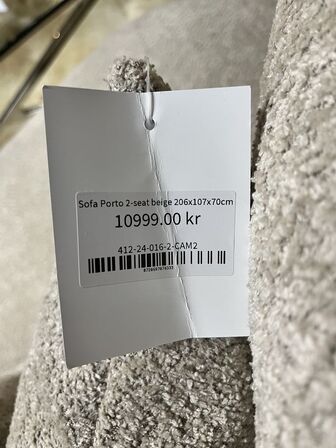 Sofa Porto 2-seat beige 206x107x70cm
10999.00 kr
412-24-016-2-CAM2